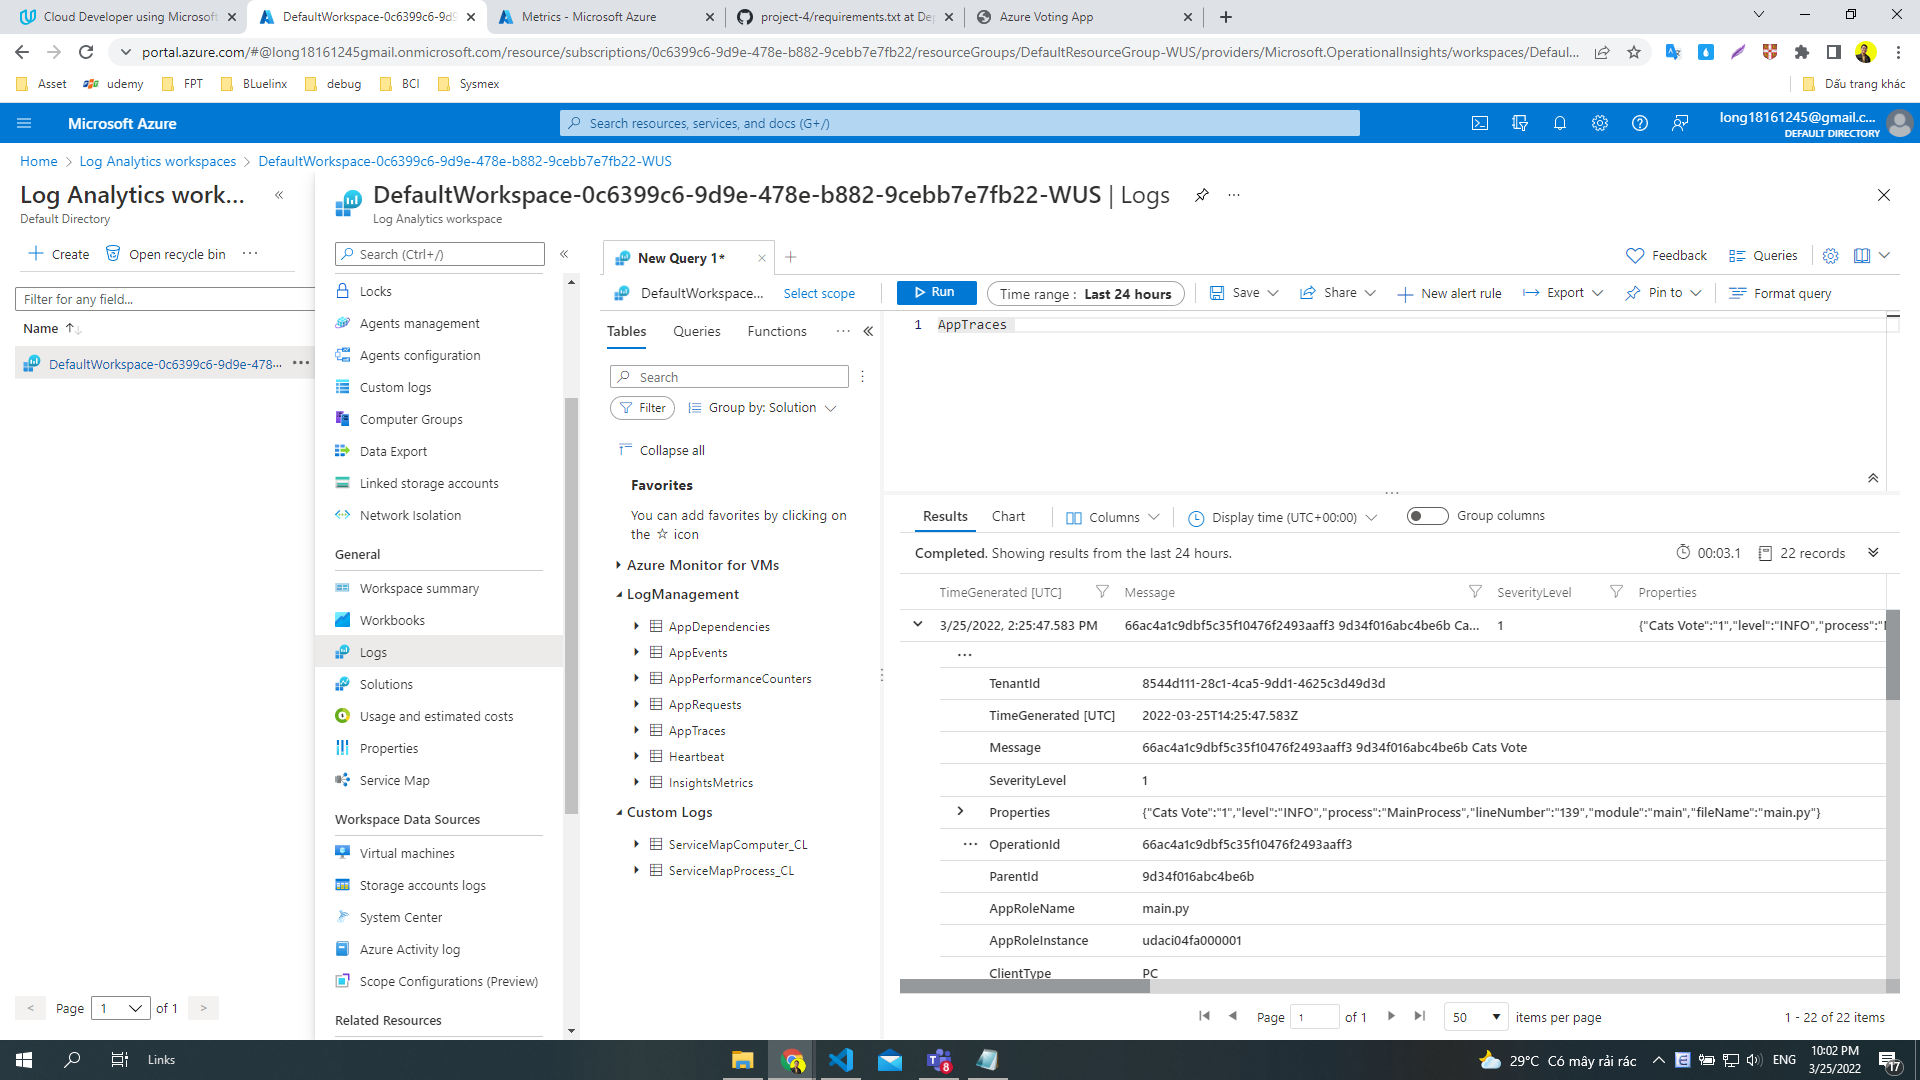 Cloud Developer using Microsoft
DefaultWorkspace-0c6399c6-9d9
Metrics - Microsoft Azure
project-4/requirements.txt at Dep
Azure Voting App
portal.azure.com/#@long18161245gmail.onmicrosoft.com/resource/subscriptions/0c6399c6-9d9e-478e-b882-9cebb7e7fb22/resourceGroups/DefaultResourceGroup-WUS/providers/Microsoft.OperationalInsights/workspaces/Defaul...
Asset
udemy
FPT
BLuelinx
debug
BCI
Sysmex
Dấu trang khác
Microsoft Azure
Search resources, services, and docs (G+/)
long18161245@gmail.c...
DEFAULT DIRECTORY
Home > Log Analytics workspaces > DefaultWorkspace-0c6399c6-9d9e-478e-b882-9cebb7e7fb22-WUS
Log Analytics work...
Default Directory
Create
Open recycle bin
Filter for any field...
Name
DefaultWorkspace-0c6399c6-9d9e-478...
< Page 1 of 1 >
DefaultWorkspace-0c6399c6-9d9e-478e-b882-9cebb7e7fb22-WUS | Logs
Log Analytics workspace
Search (Ctrl+/)
Locks
Agents management
Agents configuration
Custom logs
Computer Groups
Data Export
Linked storage accounts
Network Isolation
General
Workspace summary
Workbooks
Logs
Solutions
Usage and estimated costs
Properties
Service Map
Workspace Data Sources
Virtual machines
Storage accounts logs
System Center
Azure Activity log
Scope Configurations (Preview)
Related Resources
New Query 1*
Feedback
Queries
DefaultWorkspace...
Select scope
Run
Time range : Last 24 hours
Save
Share
New alert rule
Export
Pin to
Format query
Tables
Queries
Functions
Search
Filter
Group by: Solution
Collapse all
Favorites
You can add favorites by clicking on
the ☆ icon
Azure Monitor for VMs
LogManagement
AppDependencies
AppEvents
AppPerformanceCounters
AppRequests
AppTraces
Heartbeat
InsightsMetrics
Custom Logs
ServiceMapComputer_CL
ServiceMapProcess_CL
1 AppTraces
Results
Chart
Columns
Display time (UTC+00:00)
Group columns
Completed. Showing results from the last 24 hours.
00:03.1
22 records
TimeGenerated [UTC] Message SeverityLevel Properties
3/25/2022, 2:25:47.583 PM 66ac4a1c9dbf5c35f10476f2493aaff3 9d34f016abc4be6b Ca... 1 {"Cats Vote":"1","level":"INFO","process":"
...
TenantId 8544d111-28c1-4ca5-9dd1-4625c3d49d3d
TimeGenerated [UTC] 2022-03-25T14:25:47.583Z
Message 66ac4a1c9dbf5c35f10476f2493aaff3 9d34f016abc4be6b Cats Vote
SeverityLevel 1
Properties {"Cats Vote":"1","level":"INFO","process":"MainProcess","lineNumber":"139","module":"main","fileName":"main.py"}
OperationId 66ac4a1c9dbf5c35f10476f2493aaff3
ParentId 9d34f016abc4be6b
AppRoleName main.py
AppRoleInstance udaci04fa000001
ClientType PC
Page 1 of 1
50 items per page
1 - 22 of 22 items
Links
8
29°C Có mây rải rác
ENG
10:02 PM
3/25/2022
17